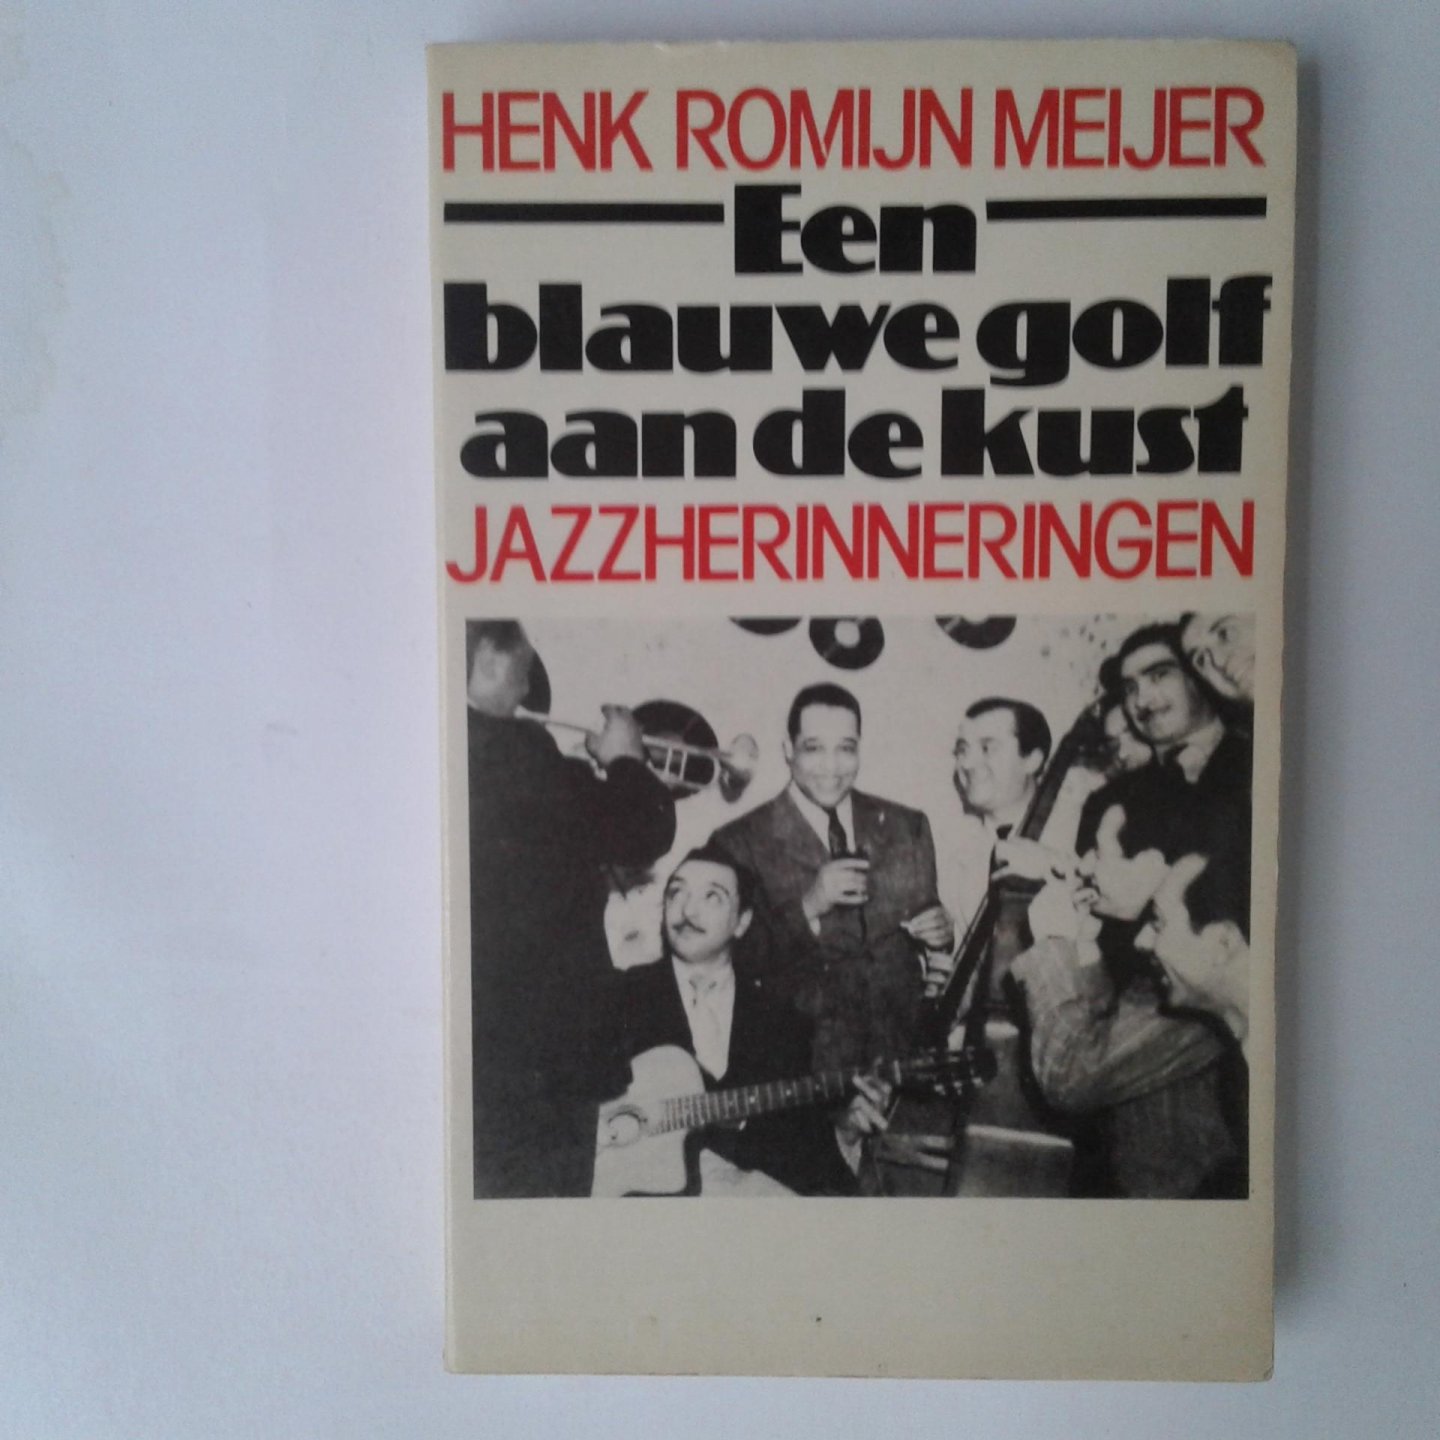 HENK ROMIJN MEIJER
Een
blauwe golf
aan de kust
JAZZHERINNERINGEN